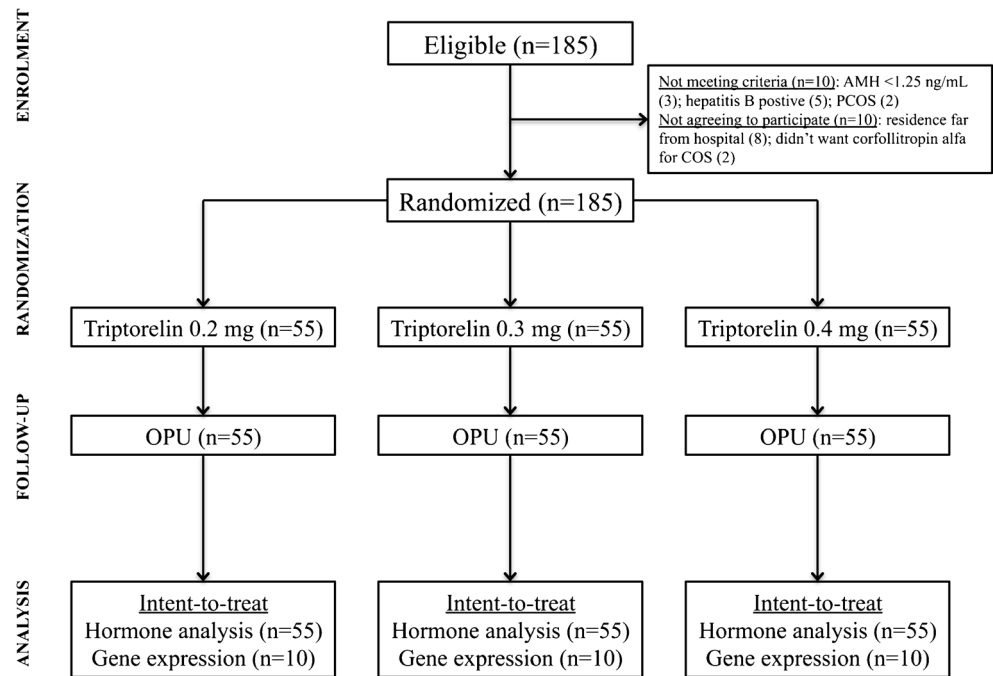 ENROLMENT
Eligible (n=185)
Not meeting criteria (n=10): AMH <1.25 ng/mL
(3); hepatitis B postive (5); PCOS (2)
Not agreeing to participate (n=10): residence far
from hospital (8); didn't want corfollitropin alfa
for COS (2)
RANDOMIZATION
Randomized (n=185)
Triptorelin 0.2 mg (n=55)
Triptorelin 0.3 mg (n=55)
Triptorelin 0.4 mg (n=55)
FOLLOW-UP
OPU (n=55)
OPU (n=55)
OPU (n=55)
ANALYSIS
Intent-to-treat
Hormone analysis (n=55)
Gene expression (n=10)
Intent-to-treat
Hormone analysis (n=55)
Gene expression (n=10)
Intent-to-treat
Hormone analysis (n=55)
Gene expression (n=10)